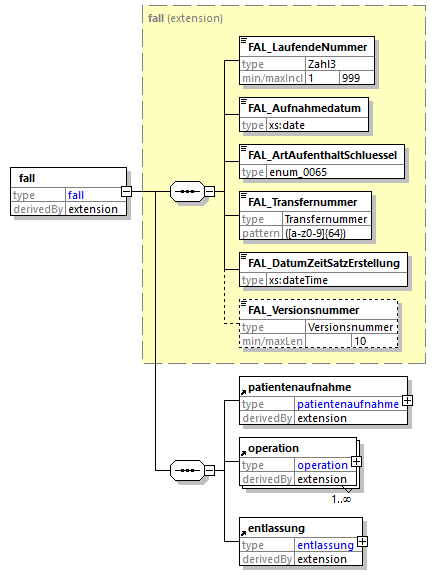 fall (extension)
FAL_LaufendeNummer
type Zahl3
min/maxIncl 1 999
FAL_Aufnahmedatum
type xs:date
FAL_ArtAufenthaltSchluessel
type enum_0065
fall
type fall
derivedBy extension
FAL_Transfernummer
type Transfernummer
pattern ([a-z0-9]{64})
FAL_DatumZeitSatzErstellung
type xs:dateTime
FAL_Versionsnummer
type Versionsnummer
min/maxLen 10
patientenaufnahme
type patientenaufnahme
derivedBy extension
operation
type operation
derivedBy extension
1..∞
entlassung
type entlassung
derivedBy extension